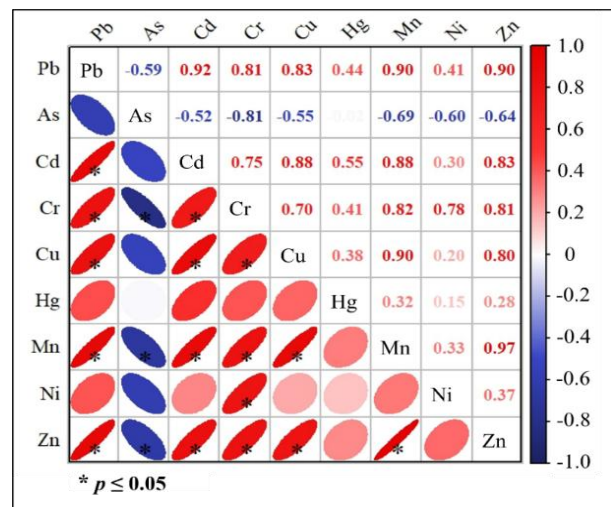 Pb As Cd Cr Cu Hg Mn Ni Zn
Pb Pb -0.59 0.92 0.81 0.83 0.44 0.90 0.41 0.90 1.0
As As -0.52 -0.81 -0.55 -0.69 -0.60 -0.64 0.8
Cd * Cd 0.75 0.88 0.55 0.88 0.30 0.83 0.6
Cr * * * Cr 0.70 0.41 0.82 0.78 0.81 0.4
Cu * * * Cu 0.38 0.90 0.20 0.80 0.2
Hg Hg 0.32 0.15 0.28 0
Mn * * * * * Mn 0.33 0.97 -0.2
Ni * Ni 0.37 -0.4
Zn * * * * * * Zn -0.6
-0.8
-1.0
* p ≤ 0.05